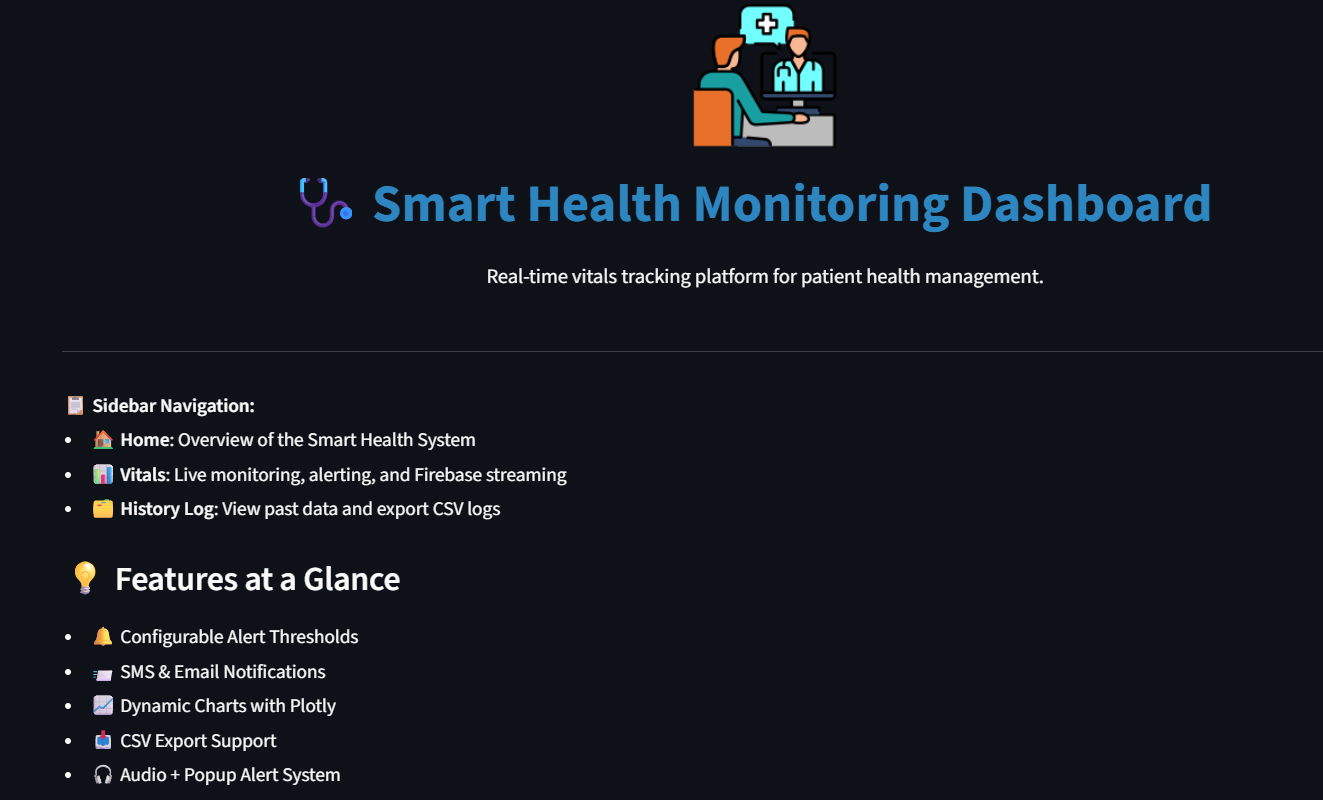 Smart Health Monitoring Dashboard
Real-time vitals tracking platform for patient health management.
Sidebar Navigation:
Home: Overview of the Smart Health System
Vitals: Live monitoring, alerting, and Firebase streaming
History Log: View past data and export CSV logs
Features at a Glance
Configurable Alert Thresholds
SMS & Email Notifications
Dynamic Charts with Plotly
CSV Export Support
Audio + Popup Alert System